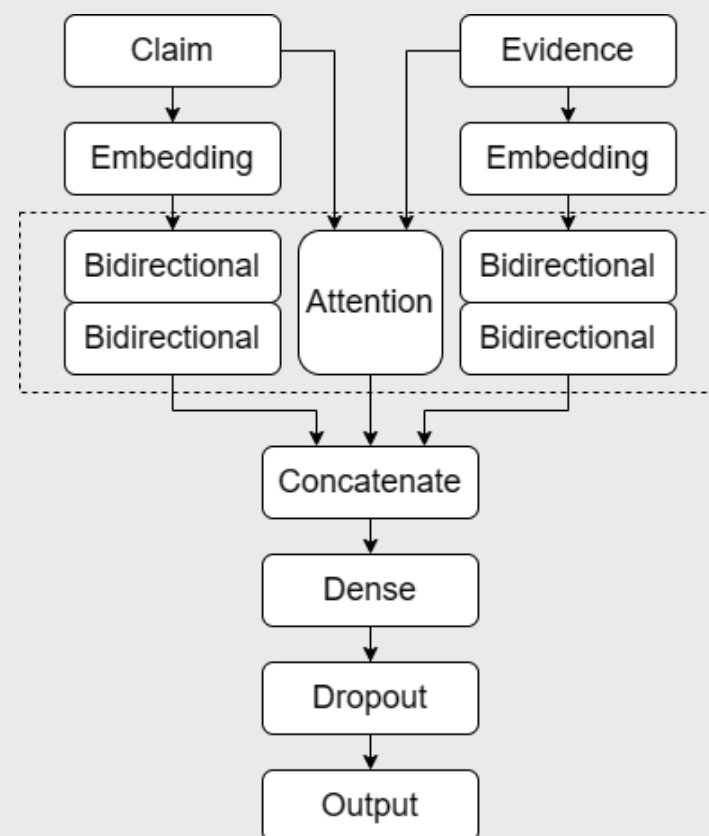 Claim
Evidence
Embedding
Embedding
Bidirectional
Attention
Bidirectional
Bidirectional
Bidirectional
Concatenate
Dense
Dropout
Output